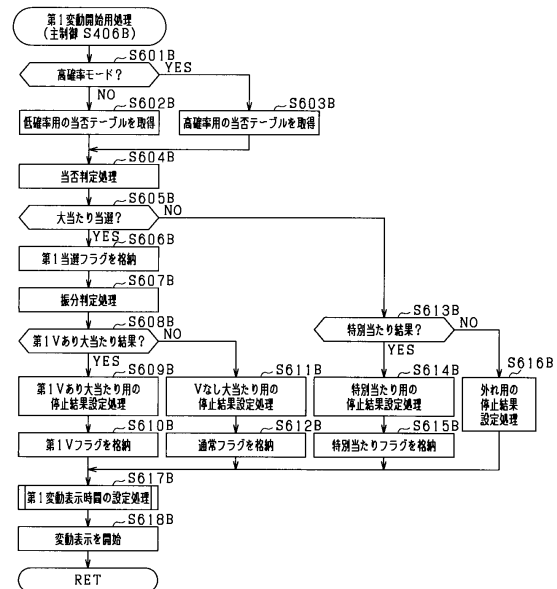 第1変動開始用処理
(主制御 S406B)
S601B
高確率モード？
YES
NO
S602B
S603B
低確率用の当否テーブルを取得
高確率用の当否テーブルを取得
S604B
当否判定処理
S605B
大当たり当選？
NO
YES
S606B
第1当選フラグを格納
S607B
振分判定処理
S608B
第1Vあり大当たり結果？
NO
YES
S613B
特別当たり結果？
NO
YES
S609B
第1Vあり大当たり用の
停止結果設定処理
S611B
Vなし大当たり用の
停止結果設定処理
S614B
特別当たり用の
停止結果設定処理
S616B
外れ用の
停止結果
設定処理
S610B
第1Vフラグを格納
S612B
通常フラグを格納
S615B
特別当たりフラグを格納
S617B
第1変動表示時間の設定処理
S618B
変動表示を開始
RET